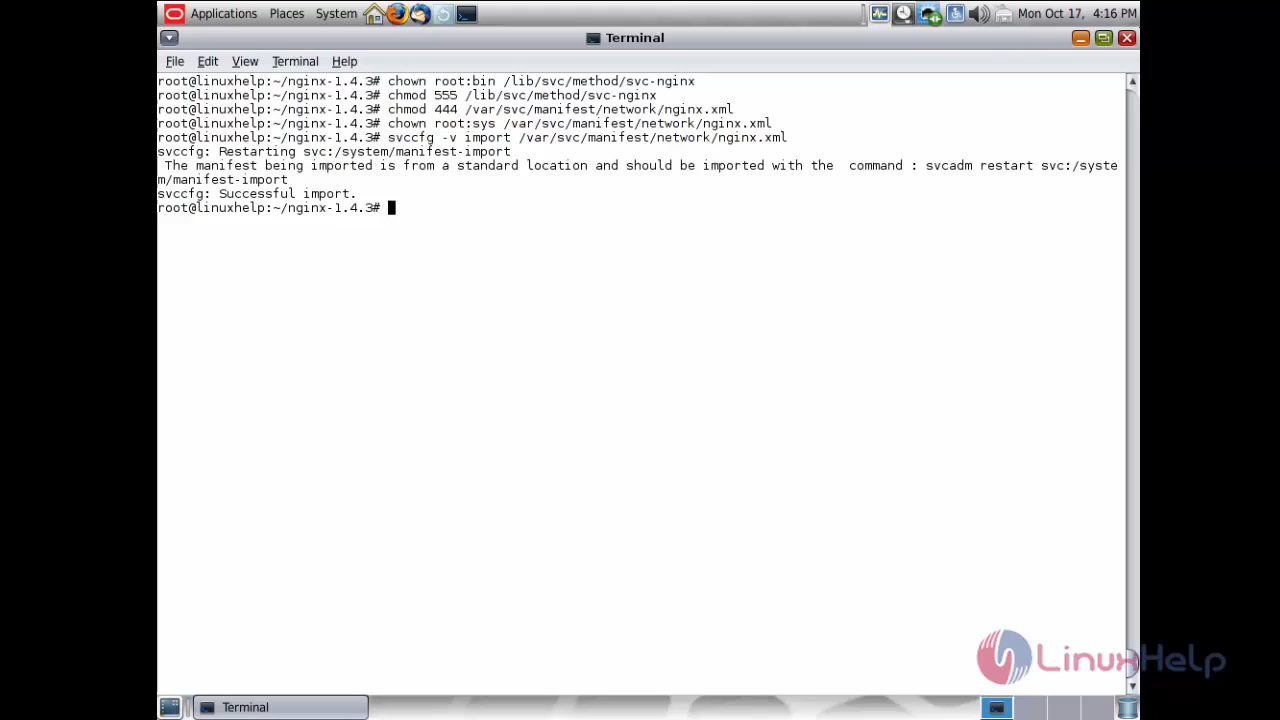 Applications Places System Mon Oct 17, 4:16 PM
Terminal
File Edit View Terminal Help
root@linuxhelp:~/nginx-1.4.3# chown root:bin /lib/svc/method/svc-nginx
root@linuxhelp:~/nginx-1.4.3# chmod 555 /lib/svc/method/svc-nginx
root@linuxhelp:~/nginx-1.4.3# chmod 444 /var/svc/manifest/network/nginx.xml
root@linuxhelp:~/nginx-1.4.3# chown root:sys /var/svc/manifest/network/nginx.xml
root@linuxhelp:~/nginx-1.4.3# svccfg -v import /var/svc/manifest/network/nginx.xml
svccfg: Restarting svc:/system/manifest-import
 The manifest being imported is from a standard location and should be imported with the  command : svcadm restart svc:/syste
m/manifest-import
svccfg: Successful import.
root@linuxhelp:~/nginx-1.4.3#
LinuxHelp
Terminal